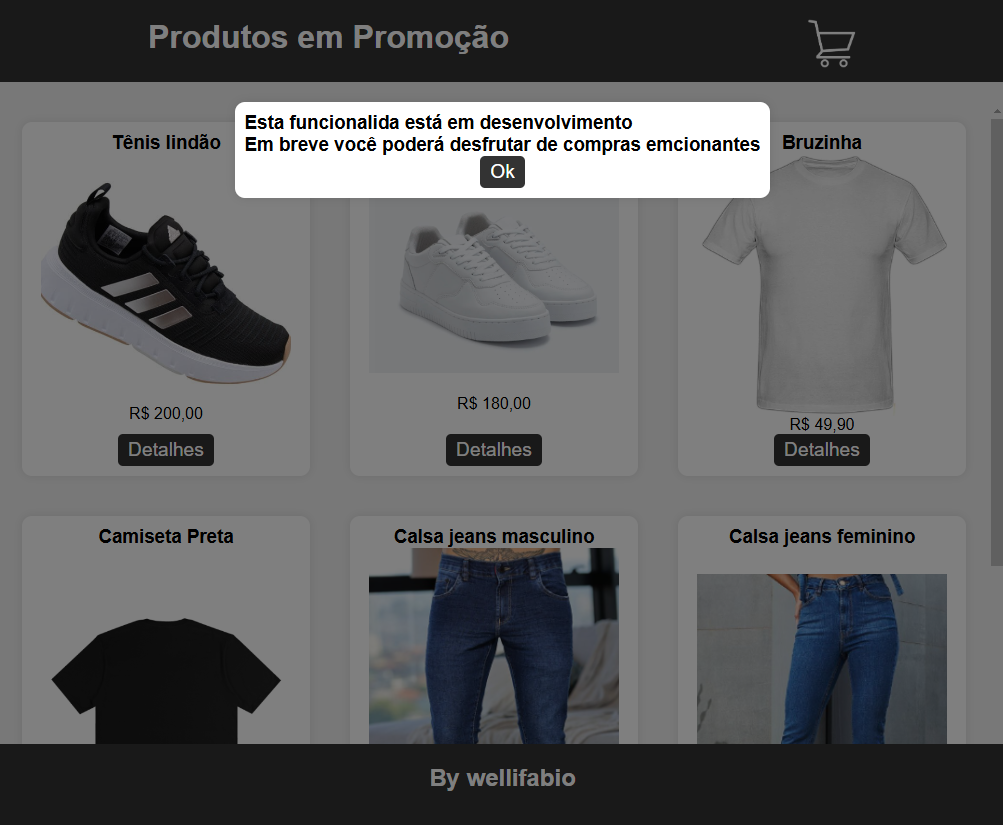 Produtos em Promoção
Esta funcionalida está em desenvolvimento
Em breve você poderá desfrutar de compras emcionantes
Ok
Tênis lindão
Bruzinha
R$ 200,00
R$ 180,00
R$ 49,90
Detalhes
Detalhes
Detalhes
Camiseta Preta
Calsa jeans masculino
Calsa jeans feminino
By wellifabio